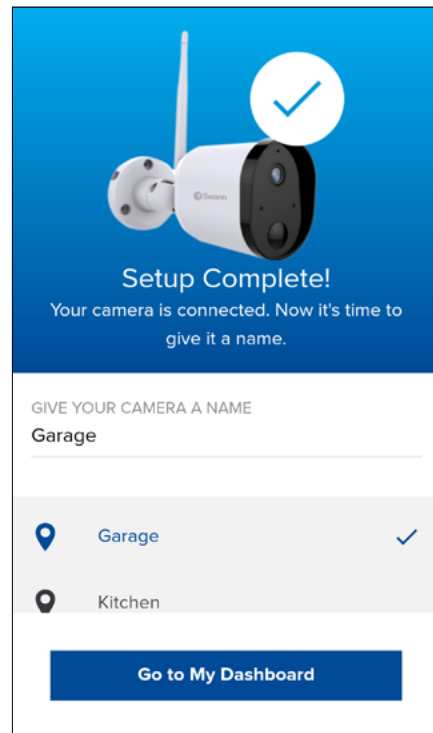 Swann
Setup Complete!
Your camera is connected. Now it's time to
give it a name.
GIVE YOUR CAMERA A NAME
Garage
Garage
Kitchen
Go to My Dashboard